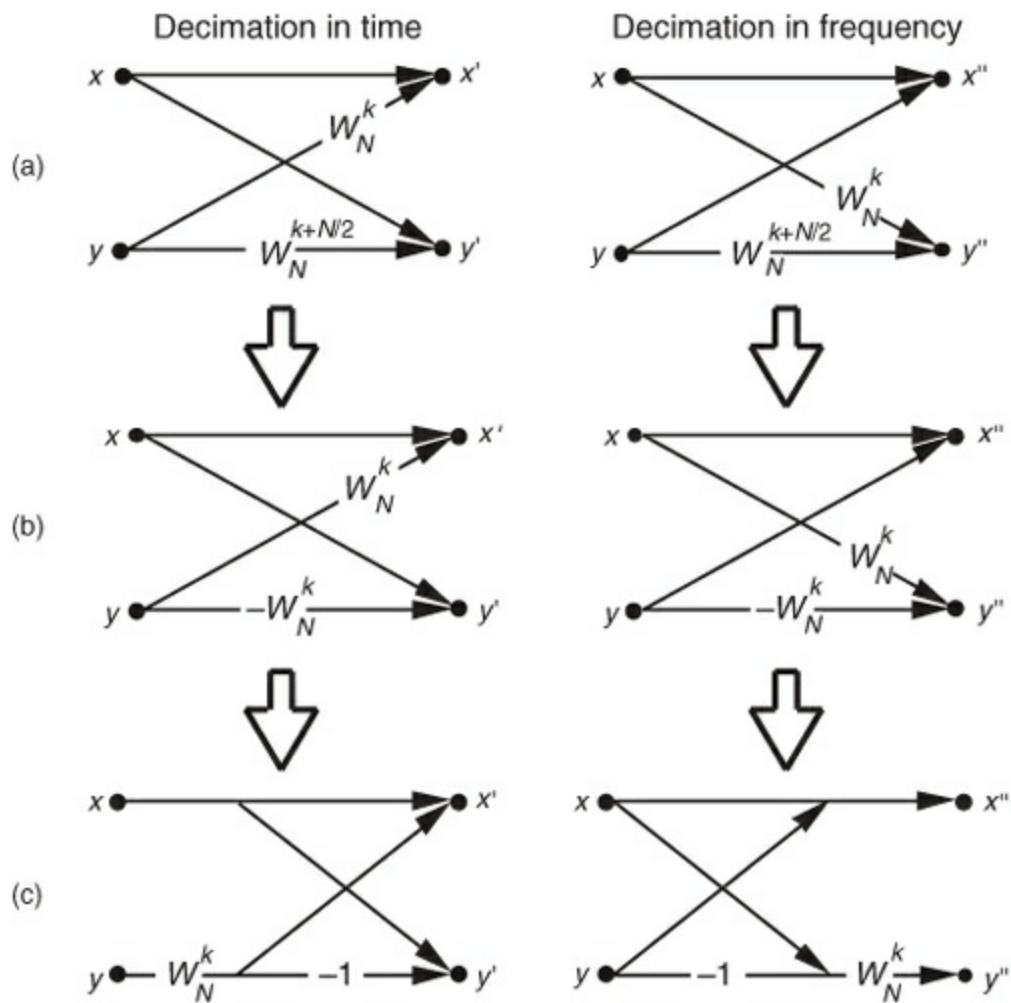 Decimation in time Decimation in frequency
x x' x x"
W_N^k
(a)
W_N^k
y W_N^{k+N/2} y' y W_N^{k+N/2} y"
x x' x x"
W_N^k
(b)
W_N^k
y –W_N^k y' y –W_N^k y"
x x' x x"
(c)
y W_N^k –1 y' y –1 W_N^k y"